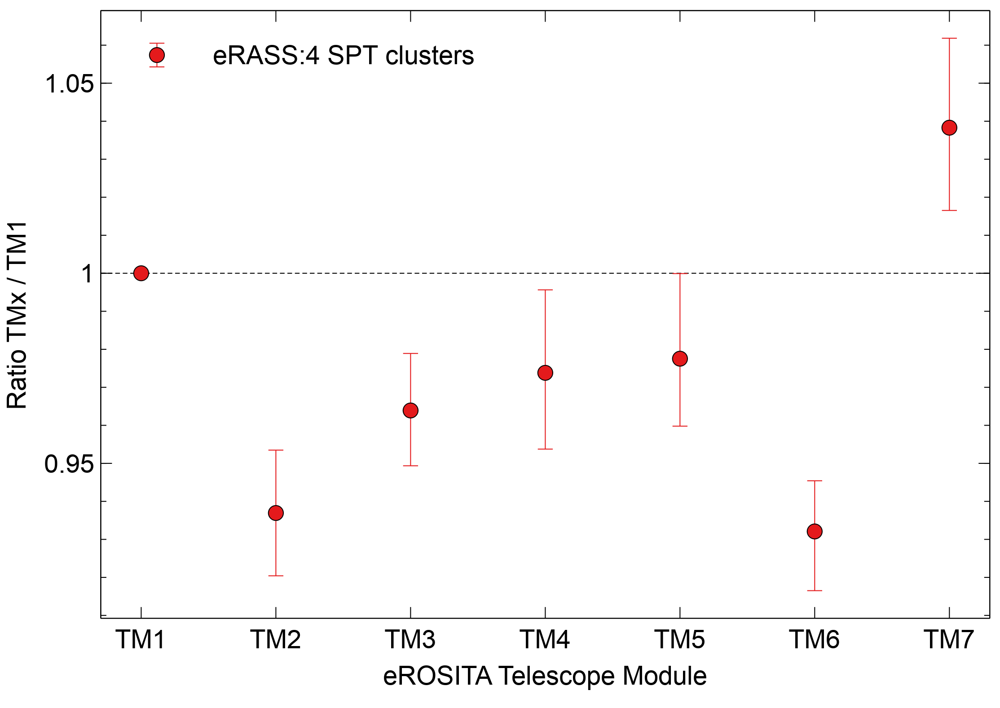 eRASS:4 SPT clusters
1.05
1
0.95
Ratio TMx / TM1
TM1 TM2 TM3 TM4 TM5 TM6 TM7
eROSITA Telescope Module